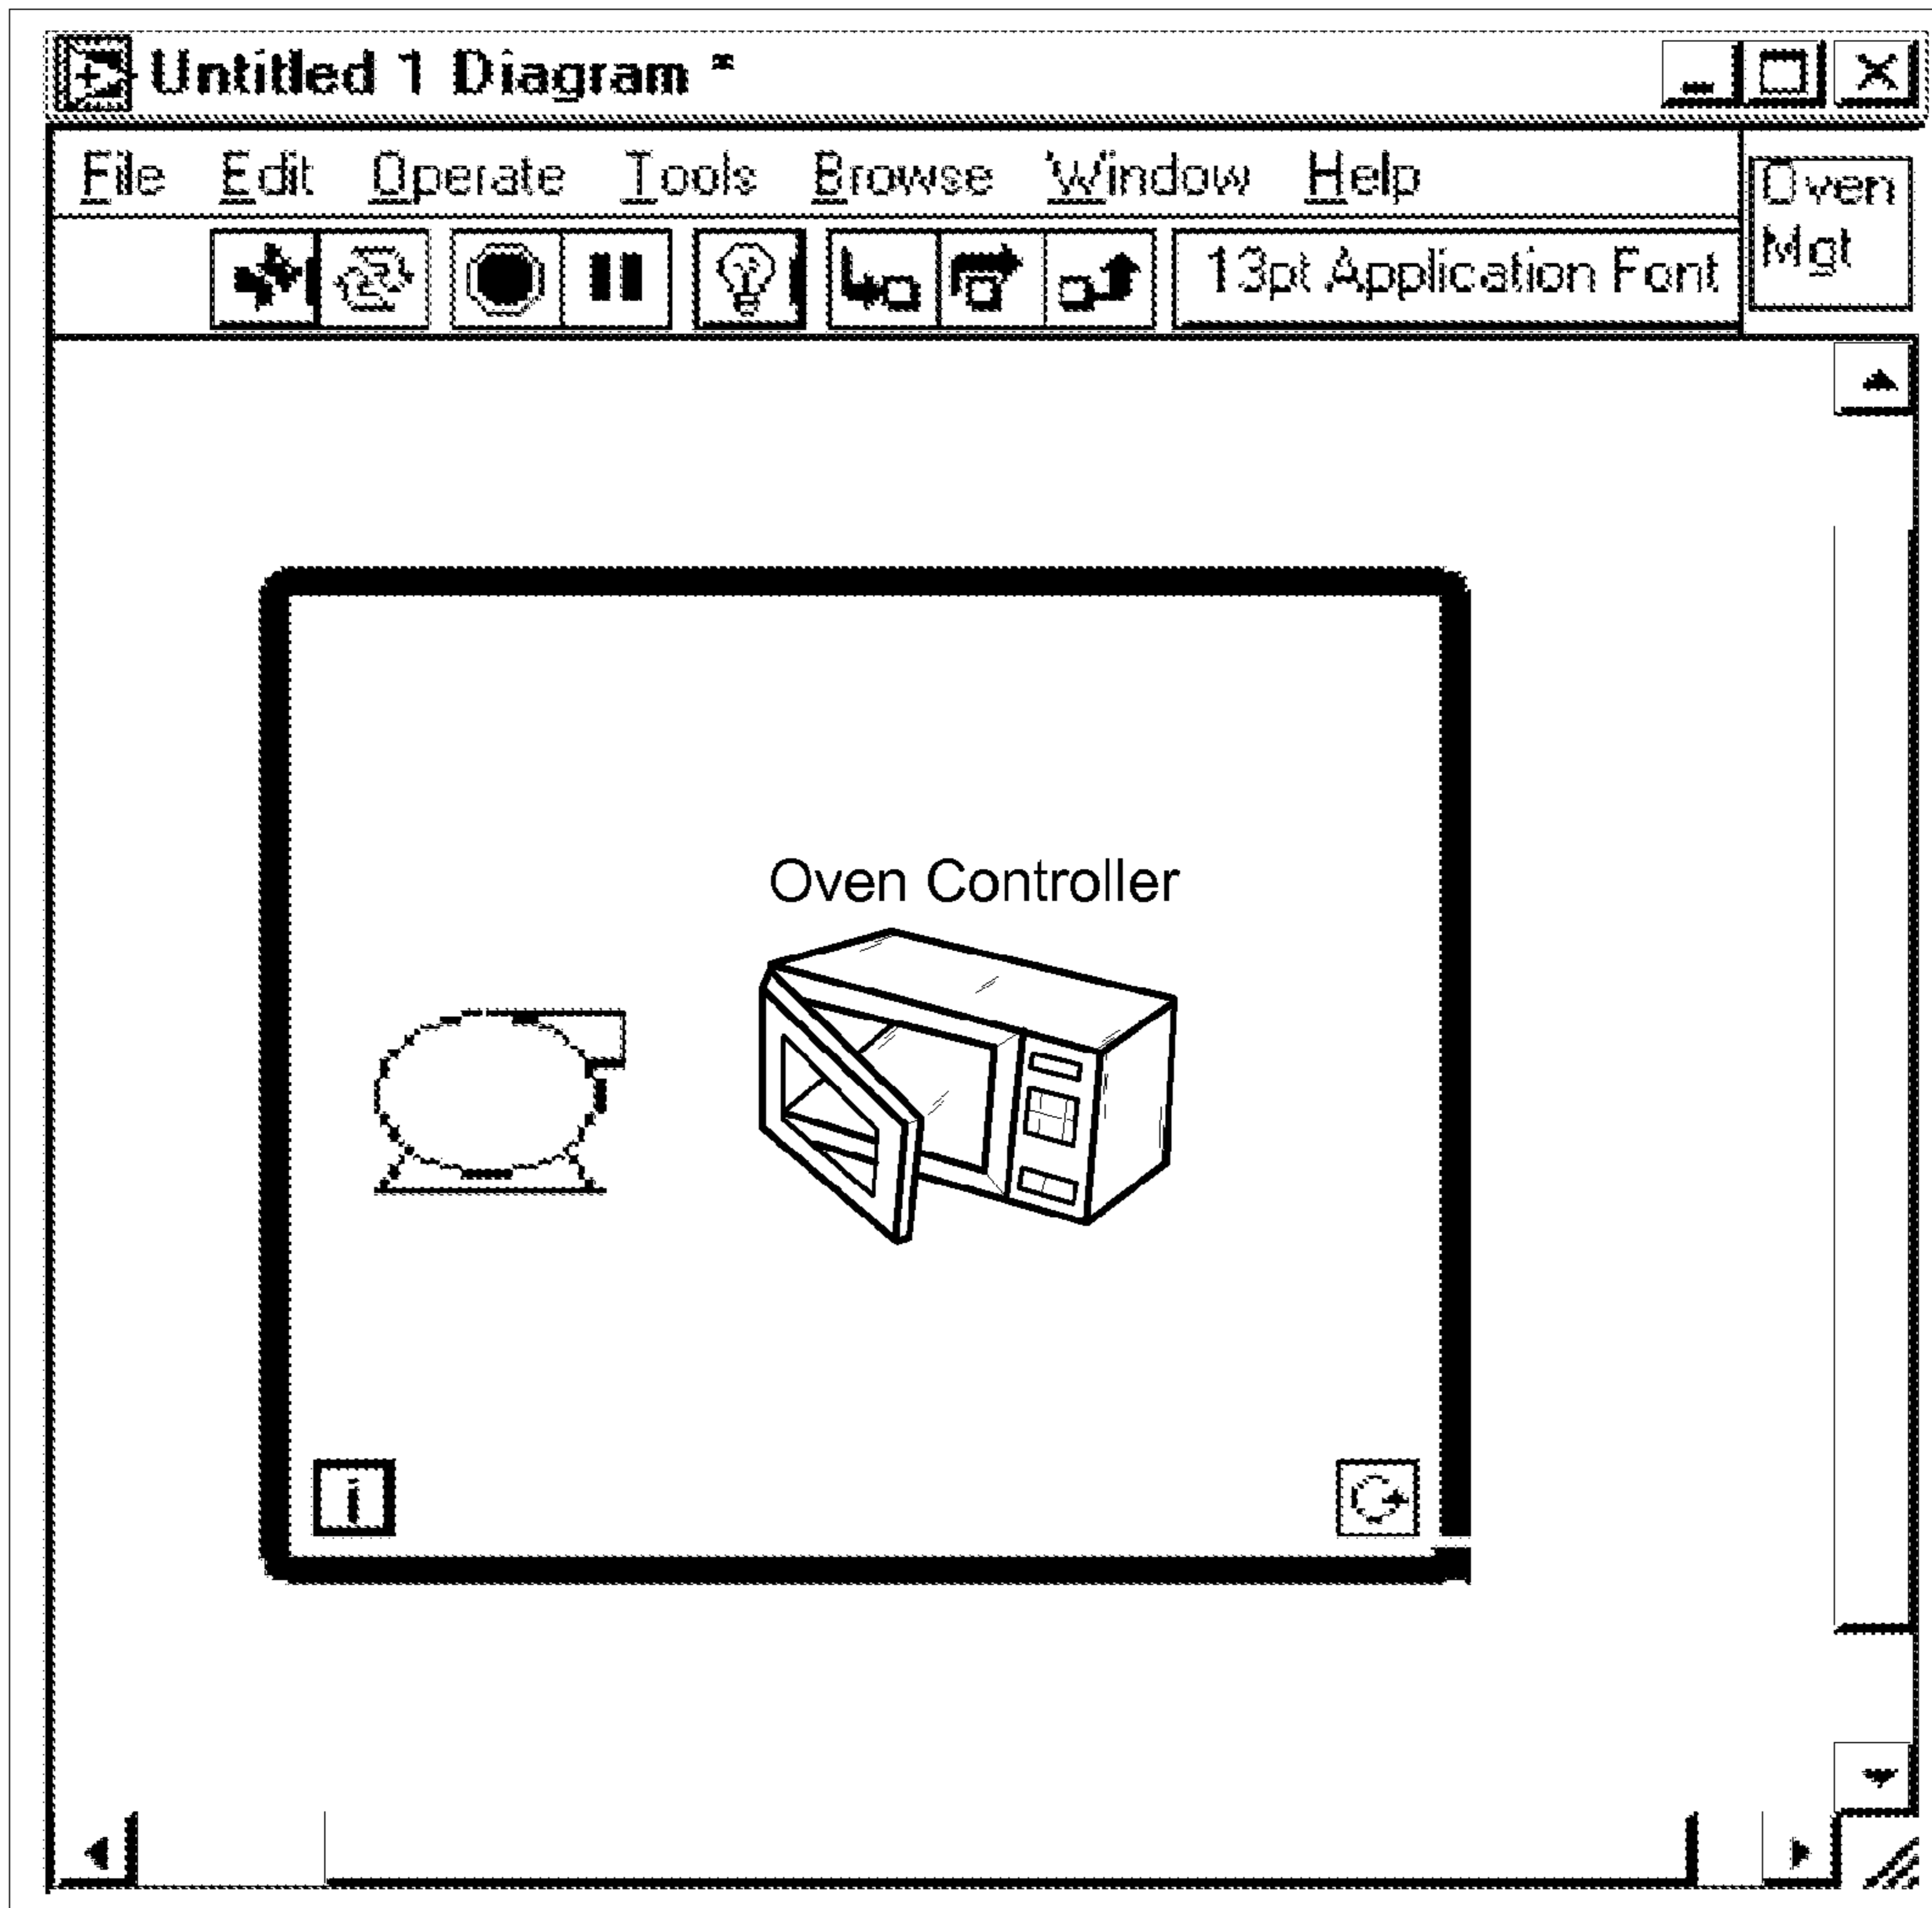 Untitled 1 Diagram *
File Edit Operate Tools Browse Window Help
Oven
Mgt
13pt Application Font
Oven Controller
i